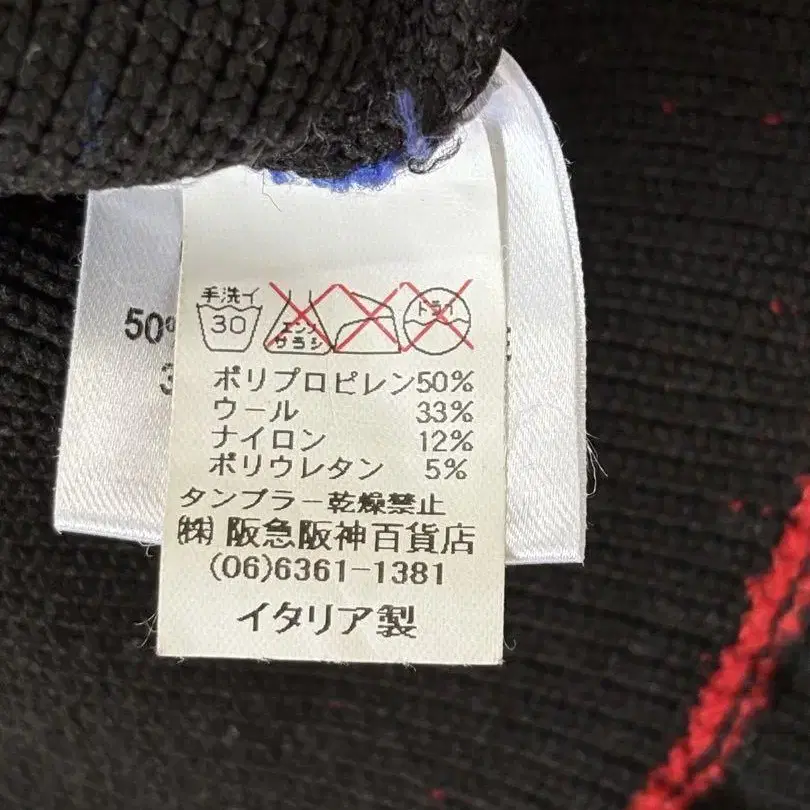 手洗イ
30
エンソ
サラシ
ドライ
ポリプロピレン50%
ウール 33%
ナイロン 12%
ポリウレタン 5%
タンブラー乾燥禁止
㈱阪急阪神百貨店
(06)6361-1381
イタリア製
50%